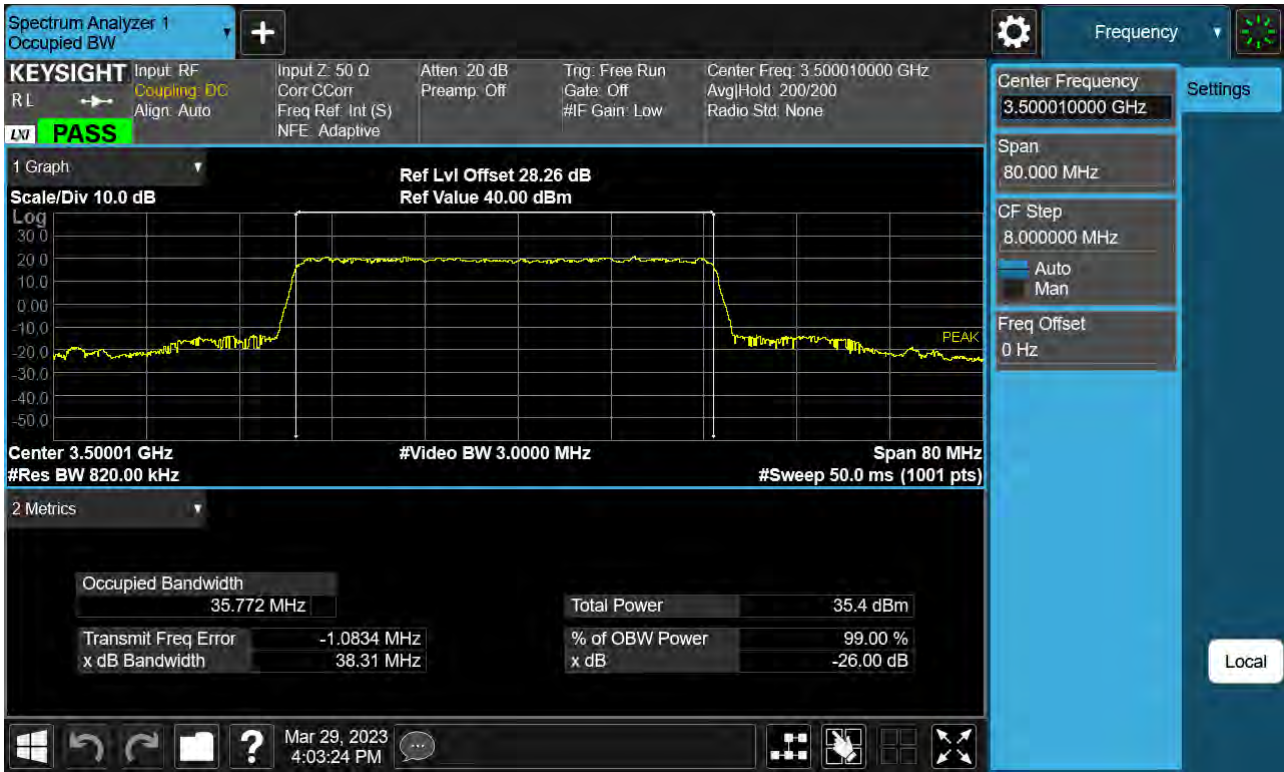 Spectrum Analyzer 1
Occupied BW
+
Frequency
KEYSIGHT
RL
LXI
PASS
Input: RF
Coupling: DC
Align: Auto
Input Z: 50 Ω
Corr CCorr
Freq Ref: Int (S)
NFE: Adaptive
Atten: 20 dB
Preamp: Off
Trig: Free Run
Gate: Off
#IF Gain: Low
Center Freq: 3.500010000 GHz
Avg|Hold: 200/200
Radio Std: None
Center Frequency
3.500010000 GHz
Settings
Span
80.000 MHz
CF Step
8.000000 MHz
Auto
Man
Freq Offset
0 Hz
Local
1 Graph
Scale/Div 10.0 dB
Ref Lvl Offset 28.26 dB
Ref Value 40.00 dBm
Log
30.0
20.0
10.0
0.00
-10.0
-20.0
-30.0
-40.0
-50.0
PEAK
Center 3.50001 GHz
#Video BW 3.0000 MHz
Span 80 MHz
#Res BW 820.00 kHz
#Sweep 50.0 ms (1001 pts)
2 Metrics
Occupied Bandwidth
35.772 MHz
Total Power 35.4 dBm
Transmit Freq Error -1.0834 MHz
% of OBW Power 99.00 %
x dB Bandwidth 38.31 MHz
x dB -26.00 dB
?
Mar 29, 2023
4:03:24 PM